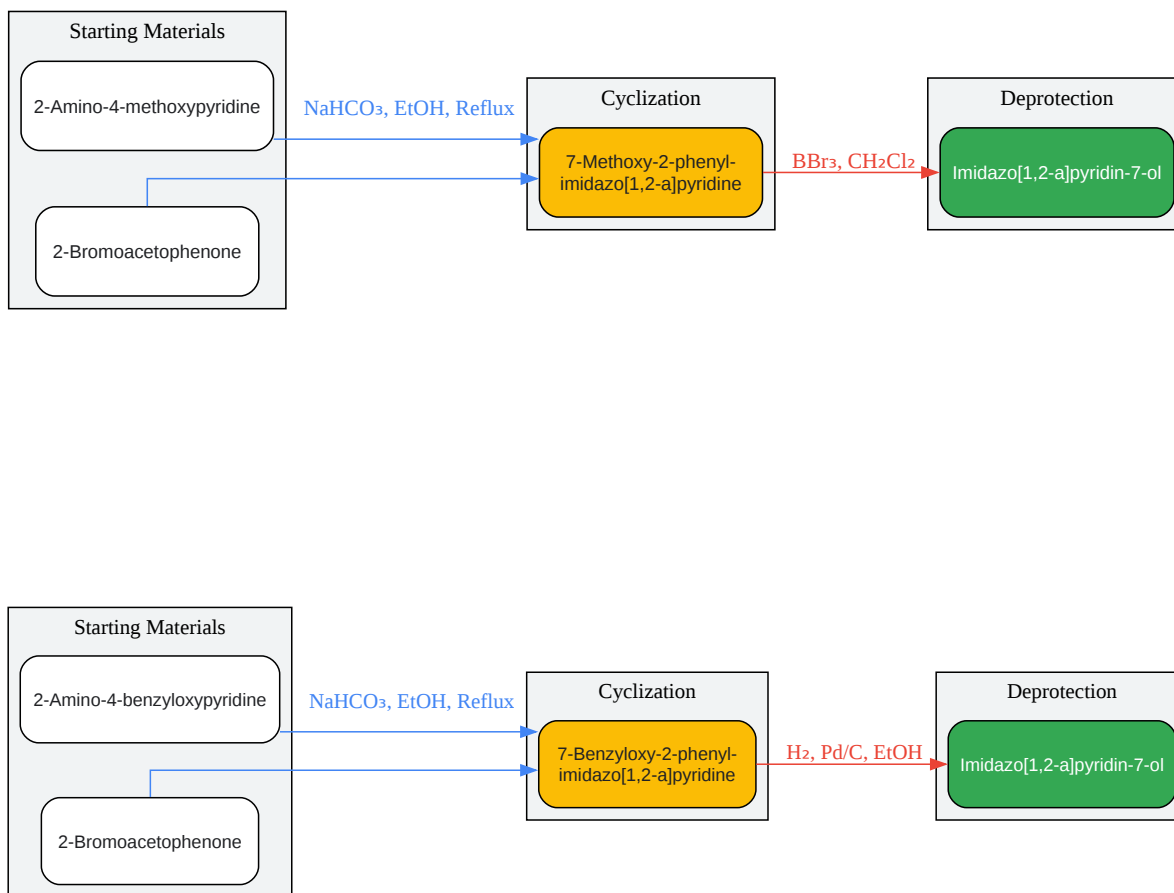 Starting Materials
2-Amino-4-methoxypyridine
2-Bromoacetophenone
NaHCO₃, EtOH, Reflux
Cyclization
7-Methoxy-2-phenyl-
imidazo[1,2-a]pyridine
BBr₃, CH₂Cl₂
Deprotection
Imidazo[1,2-a]pyridin-7-ol
Starting Materials
2-Amino-4-benzyloxypyridine
2-Bromoacetophenone
NaHCO₃, EtOH, Reflux
Cyclization
7-Benzyloxy-2-phenyl-
imidazo[1,2-a]pyridine
H₂, Pd/C, EtOH
Deprotection
Imidazo[1,2-a]pyridin-7-ol